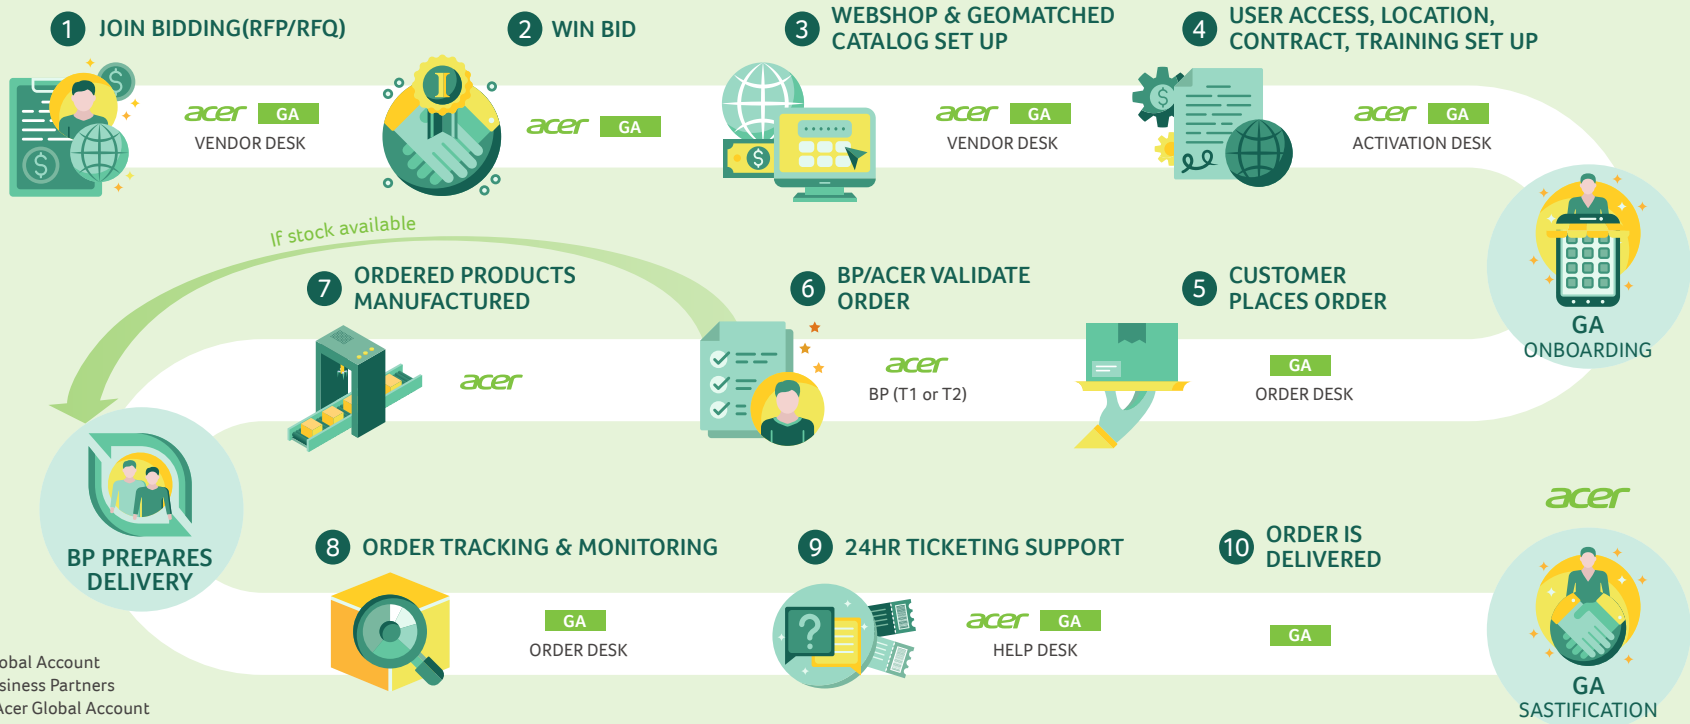 1 JOIN BIDDING(RFP/RFQ)
acer GA
VENDOR DESK
2 WIN BID
acer GA
3 WEBSHOP & GEOMATCHED
CATALOG SET UP
acer GA
VENDOR DESK
4 USER ACCESS, LOCATION,
CONTRACT, TRAINING SET UP
acer GA
ACTIVATION DESK
GA
ONBOARDING
5 CUSTOMER
PLACES ORDER
GA
ORDER DESK
6 BP/ACER VALIDATE
ORDER
acer
BP (T1 or T2)
If stock available
7 ORDERED PRODUCTS
MANUFACTURED
acer
BP PREPARES
DELIVERY
8 ORDER TRACKING & MONITORING
GA
ORDER DESK
9 24HR TICKETING SUPPORT
acer GA
HELP DESK
10 ORDER IS
DELIVERED
GA
acer
GA
SASTIFICATION
obal Account
siness Partners
Acer Global Account